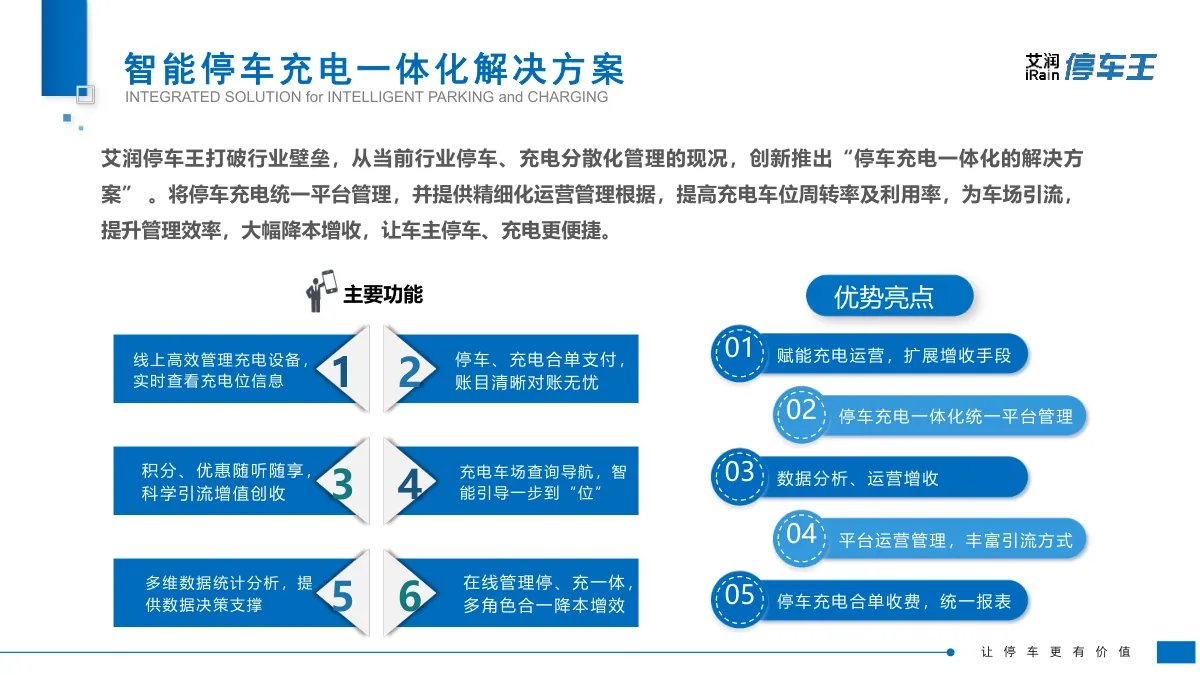 智能停车充电一体化解决方案
INTEGRATED SOLUTION for INTELLIGENT PARKING and CHARGING
艾润
iRain
停车王
艾润停车王打破行业壁垒，从当前行业停车、充电分散化管理的现况，创新推出“停车充电一体化的解决方
案” 。将停车充电统一平台管理，并提供精细化运营管理根据，提高充电车位周转率及利用率，为车场引流，
提升管理效率，大幅降本增收，让车主停车、充电更便捷。
主要功能
线上高效管理充电设备，
实时查看充电位信息
1
2
停车、充电合单支付，
账目清晰对账无忧
积分、优惠随听随享，
科学引流增值创收
3
4
充电车场查询导航，智
能引导一步到“位”
多维数据统计分析，提
供数据决策支撑
5
6
在线管理停、充一体，
多角色合一降本增效
优势亮点
01
赋能充电运营，扩展增收手段
02
停车充电一体化统一平台管理
03
数据分析、运营增收
04
平台运营管理，丰富引流方式
05
停车充电合单收费，统一报表
让停车更有价值